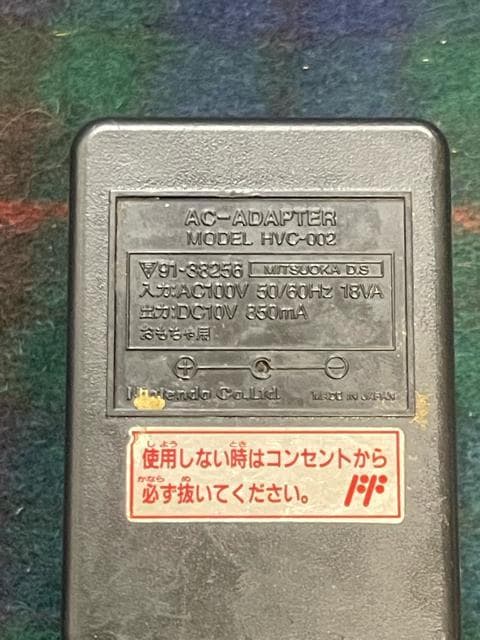 AC-ADAPTER
MODEL HVC-002
91-38256 MITSUOKA D.S
入力:AC100V 50/60Hz 18VA
出力:DC10V 850mA
おもちゃ用
Nintendo Co.,Ltd. MADE IN JAPAN
使用しない時はコンセントから
必ず抜いてください。